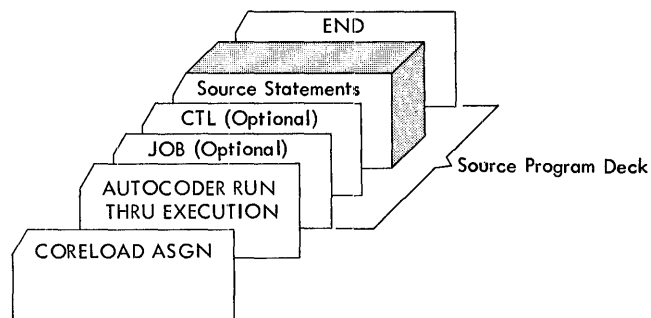 END
Source Statements
CTL (Optional)
JOB (Optional)
Source Program Deck
AUTOCODER RUN
THRU EXECUTION
CORELOAD ASGN